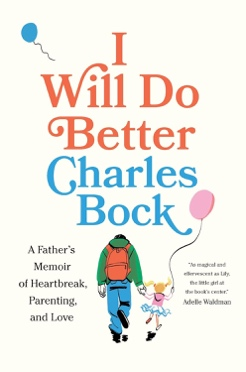 I
Will Do
Better
Charles
Bock
A Father's
Memoir
of Heartbreak,
Parenting,
and Love
"As magical and
effervescent as Lily,
the little girl at
the book's center."
Adelle Waldman